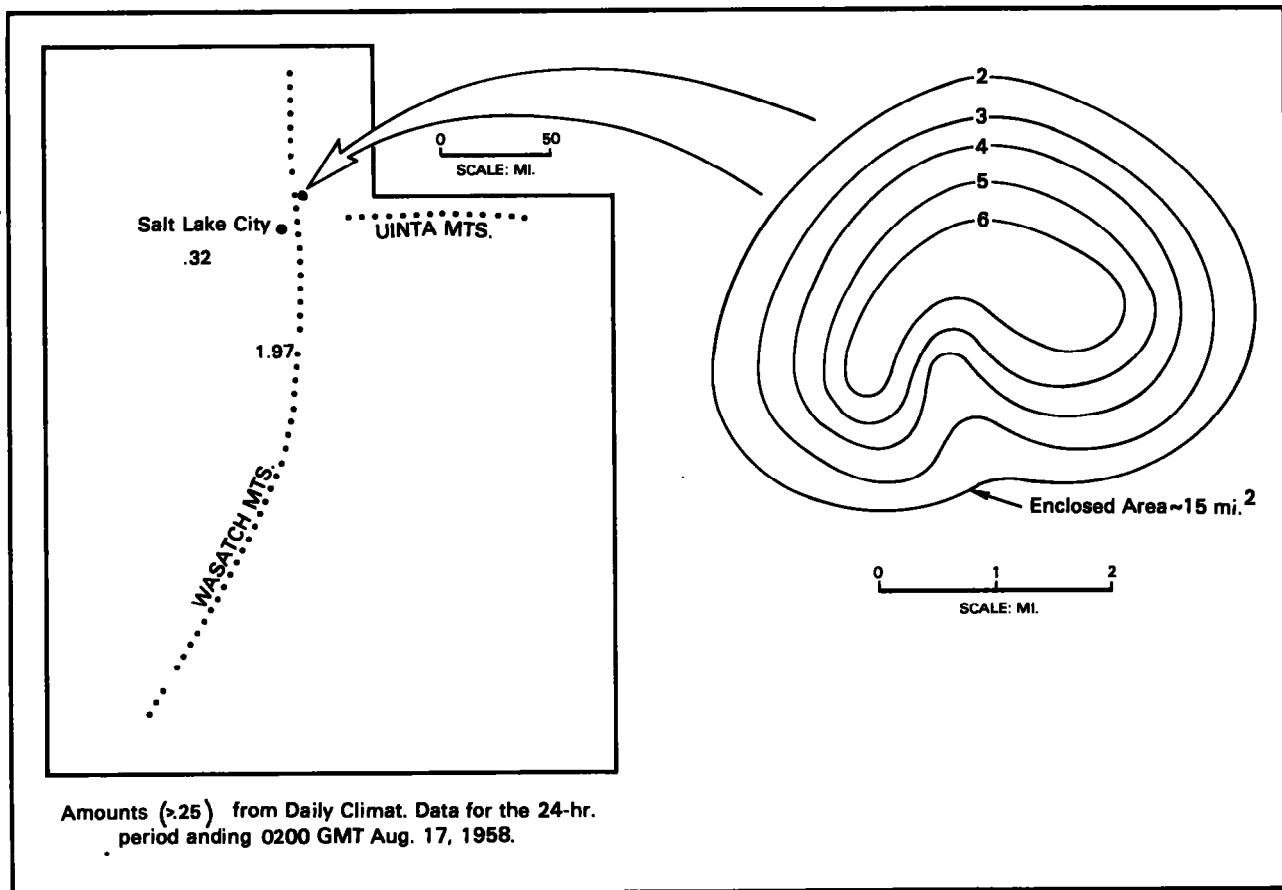 0 50
SCALE: MI.
Salt Lake City
.32
UINTA MTS.
1.97
WASATCH MTS.
2
3
4
5
6
Enclosed Area~15 mi.2
0 1 2
SCALE: MI.
Amounts (>.25) from Daily Climat. Data for the 24-hr.
period anding 0200 GMT Aug. 17, 1958.